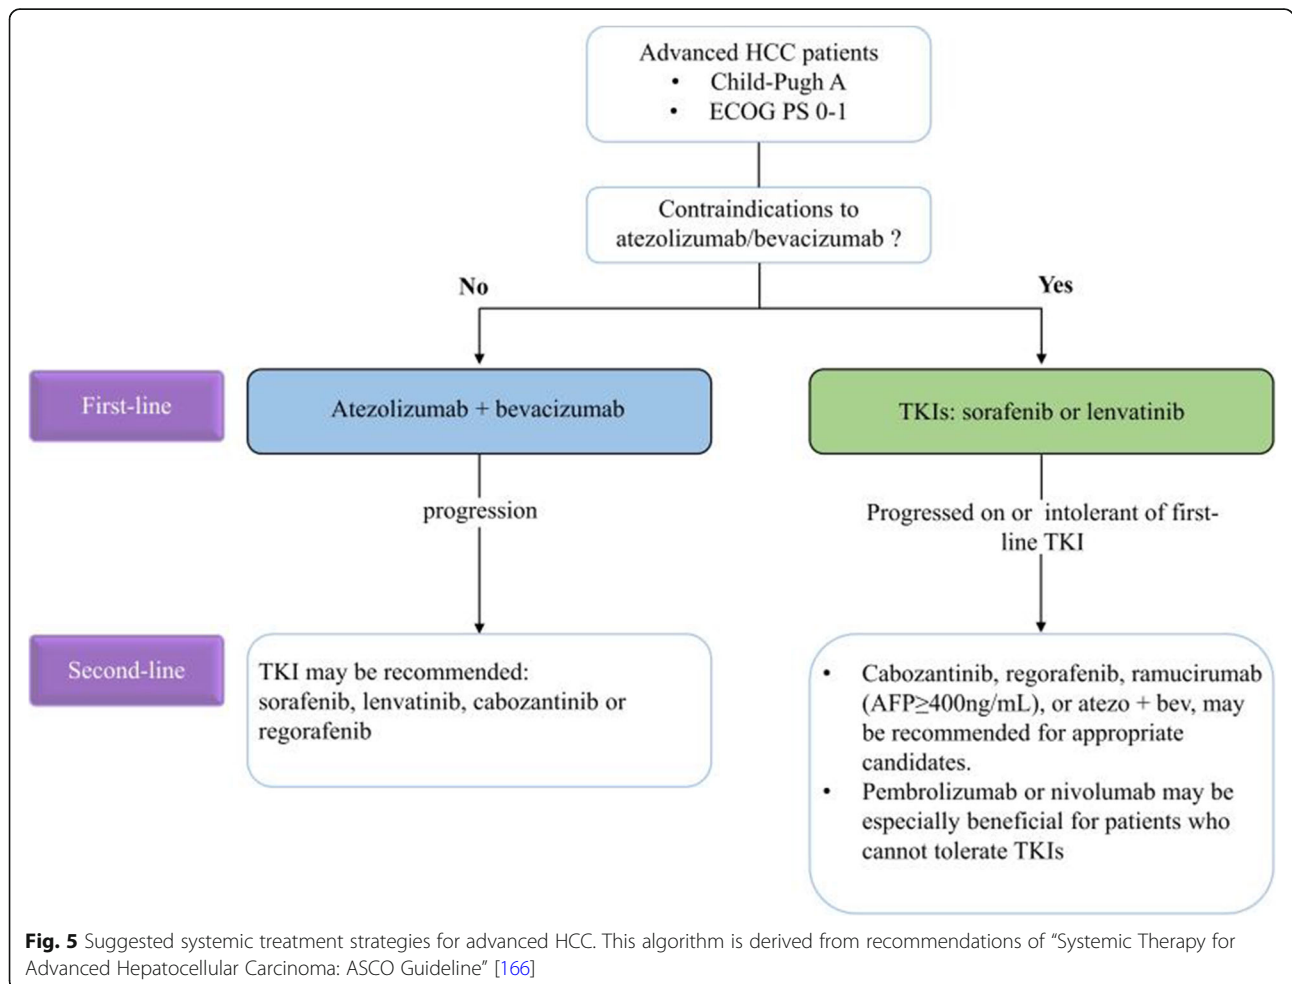 Advanced HCC patients
• Child-Pugh A
• ECOG PS 0-1
Contraindications to
atezolizumab/bevacizumab ?
No
Yes
First-line
Atezolizumab + bevacizumab
TKIs: sorafenib or lenvatinib
progression
Progressed on or intolerant of first-
line TKI
Second-line
TKI may be recommended:
sorafenib, lenvatinib, cabozantinib or
regorafenib
• Cabozantinib, regorafenib, ramucirumab
(AFP≥400ng/mL), or atezo + bev, may
be recommended for appropriate
candidates.
• Pembrolizumab or nivolumab may be
especially beneficial for patients who
cannot tolerate TKIs
Fig. 5 Suggested systemic treatment strategies for advanced HCC. This algorithm is derived from recommendations of “Systemic Therapy for
Advanced Hepatocellular Carcinoma: ASCO Guideline” [166]